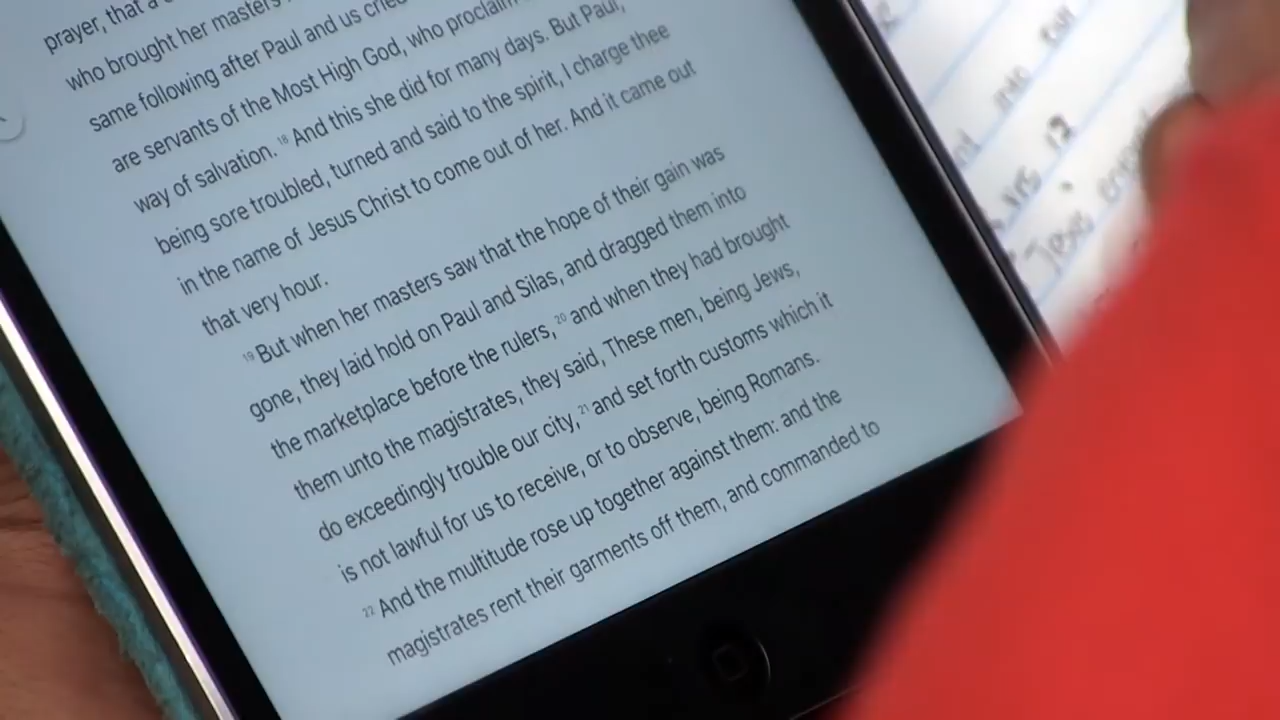 prayer, that a
who brought her masters
same following after Paul and us cried
are servants of the Most High God, who proclaim
way of salvation. 18 And this she did for many days. But Paul,
being sore troubled, turned and said to the spirit, I charge thee
in the name of Jesus Christ to come out of her. And it came out
that very hour.
19 But when her masters saw that the hope of their gain was
gone, they laid hold on Paul and Silas, and dragged them into
the marketplace before the rulers, 20 and when they had brought
them unto the magistrates, they said, These men, being Jews,
do exceedingly trouble our city, 21 and set forth customs which it
is not lawful for us to receive, or to observe, being Romans.
22 And the multitude rose up together against them: and the
magistrates rent their garments off them, and commanded to
12
Jesus